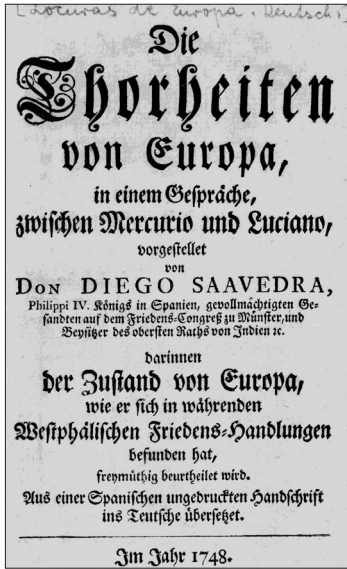 [Locuras de Europa. Deutsch.]
Die
Thorheiten
von Europa,
in einem Gespräche,
zwischen Mercurio und Luciano,
vorgestellet
von
DON DIEGO SAAVEDRA,
Philippi IV. Königs in Spanien, gevollmächtigten Ge-
sandten auf dem Friedens-Congreß zu Münster, und
Beysitzer des obersten Raths von Indien ꝛc.
darinnen
der Zustand von Europa,
wie er sich in währenden
Westphälischen Friedens-Handlungen
befunden hat,
freymüthig beurtheilet wird.
Aus einer Spanischen ungedruckten Handschrift
ins Teutsche übersetzet.
Im Jahr 1748.